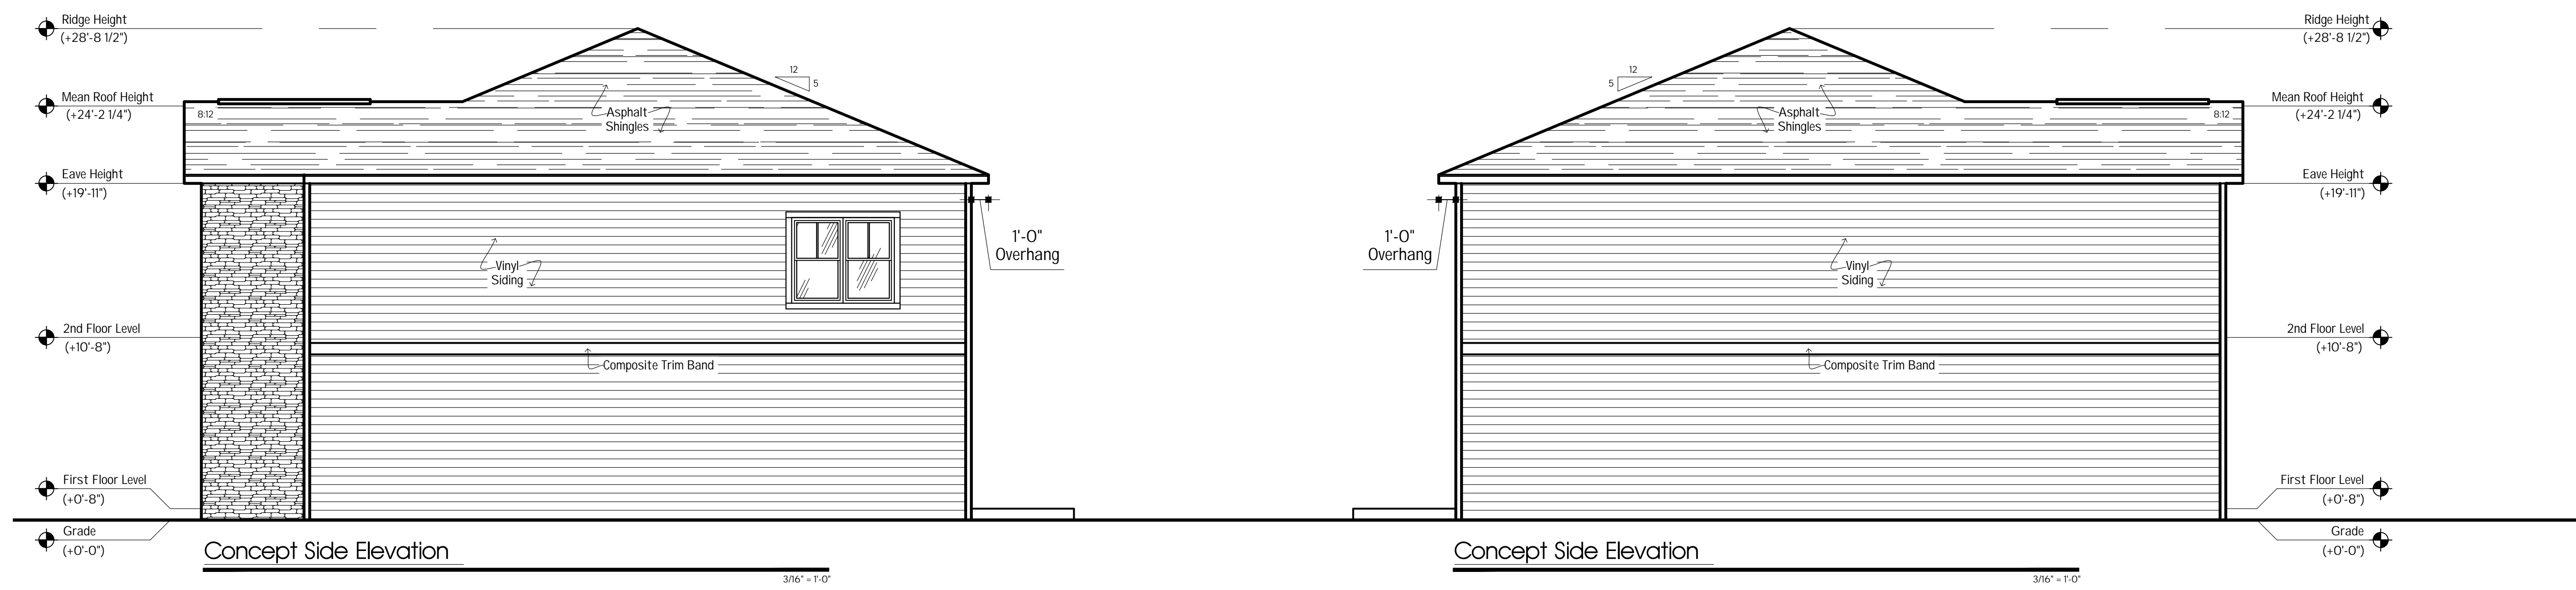 Ridge Height
(+28'-8 1/2")
Mean Roof Height
(+24'-2 1/4")
8:12
Eave Height
(+19'-11")
2nd Floor Level
(+10'-8")
First Floor Level
(+0'-8")
Grade
(+0'-0")
12
5
Asphalt
Shingles
Vinyl
Siding
Composite Trim Band
1'-0"
Overhang
Concept Side Elevation
3/16" = 1'-0"
12
5
Asphalt
Shingles
8:12
1'-0"
Overhang
Vinyl
Siding
Composite Trim Band
Ridge Height
(+28'-8 1/2")
Mean Roof Height
(+24'-2 1/4")
Eave Height
(+19'-11")
2nd Floor Level
(+10'-8")
First Floor Level
(+0'-8")
Grade
(+0'-0")
Concept Side Elevation
3/16" = 1'-0"